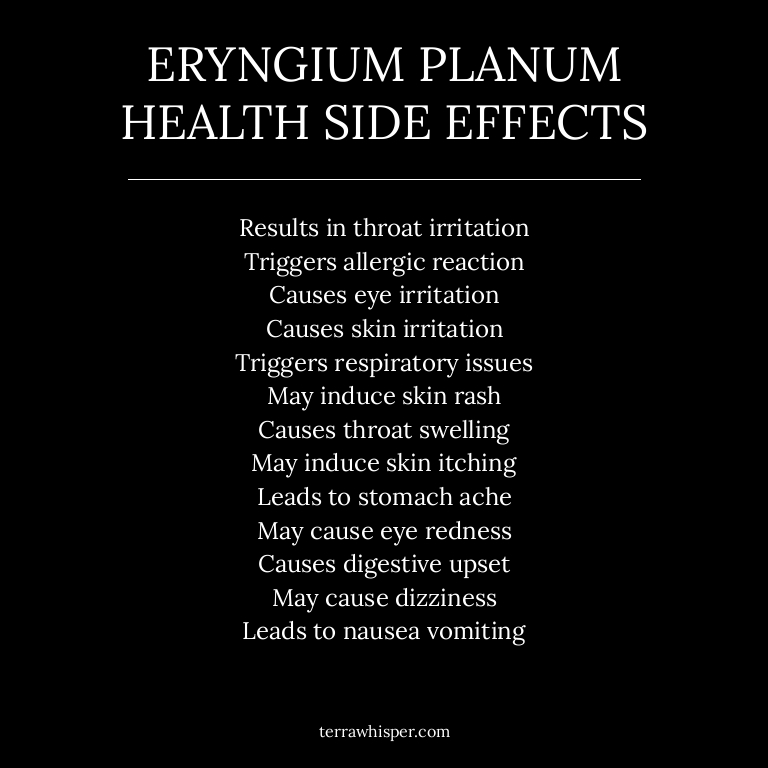 ERYNGIUM PLANUM
HEALTH SIDE EFFECTS
Results in throat irritation
Triggers allergic reaction
Causes eye irritation
Causes skin irritation
Triggers respiratory issues
May induce skin rash
Causes throat swelling
May induce skin itching
Leads to stomach ache
May cause eye redness
Causes digestive upset
May cause dizziness
Leads to nausea vomiting
terrawhisper.com